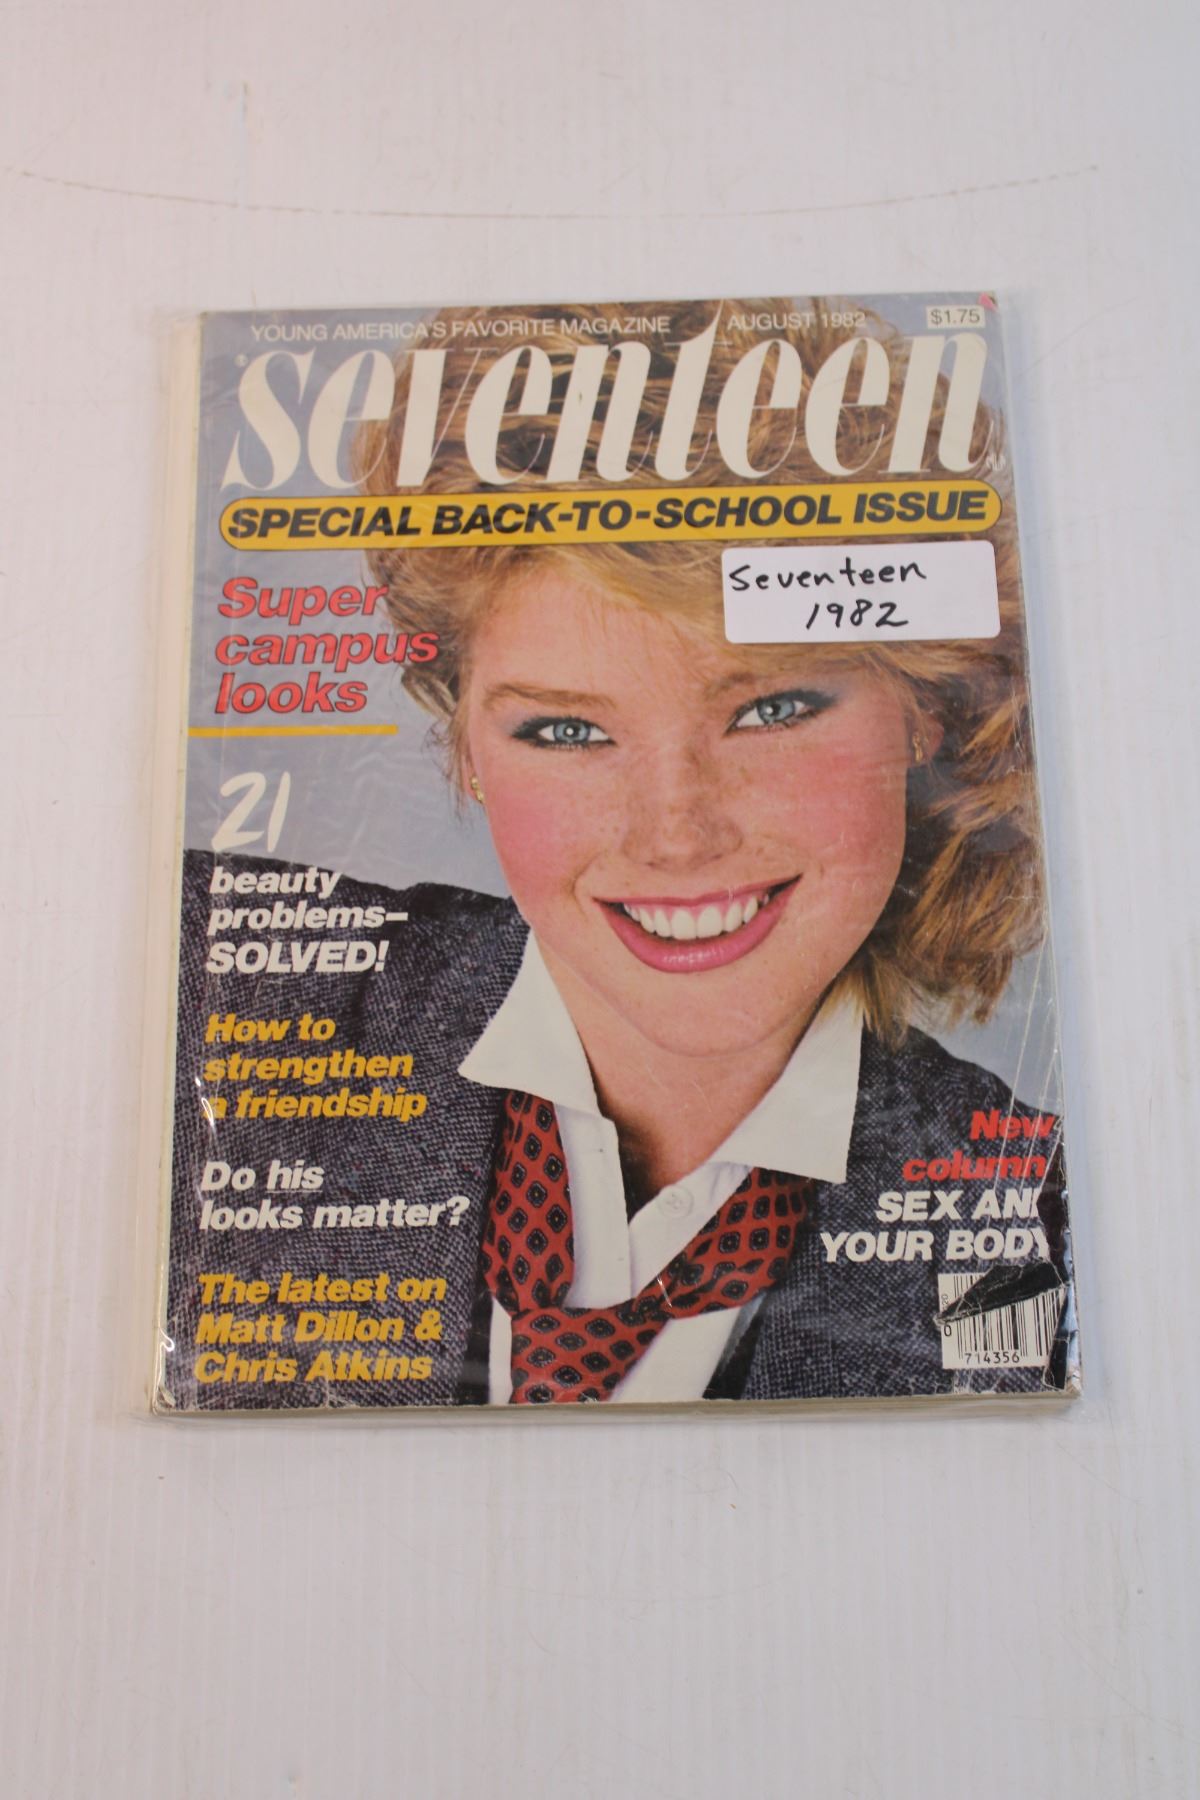 YOUNG AMERICA'S FAVORITE MAGAZINE AUGUST 1982 $1.75
seventeen
SPECIAL BACK-TO-SCHOOL ISSUE
Seventeen
1982
Super
campus
looks
21
beauty
problems–
SOLVED!
How to
strengthen
a friendship
Do his
looks matter?
The latest on
Matt Dillon &
Chris Atkins
New
column
SEX AN
YOUR BODY
0
714356